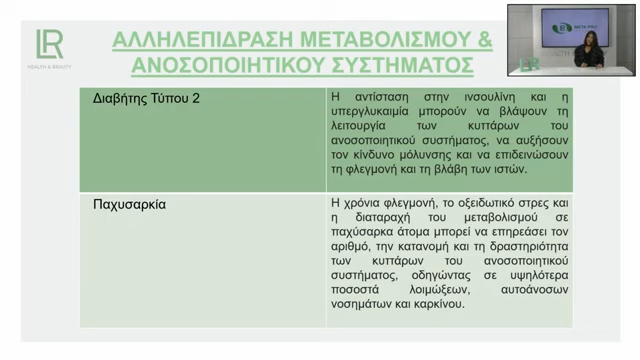 LR
HEALTH & BEAUTY
ΑΛΛΗΛΕΠΙΔΡΑΣΗ ΜΕΤΑΒΟΛΙΣΜΟΥ &
ΑΝΟΣΟΠΟΙΗΤΙΚΟΥ ΣΥΣΤΗΜΑΤΟΣ
LR
Διαβήτης Τύπου 2
Η αντίσταση στην ινσουλίνη και η
υπεργλυκαιμία μπορούν να βλάψουν τη
λειτουργία των κυττάρων του
ανοσοποιητικού συστήματος, να αυξήσουν
τον κίνδυνο μόλυνσης και να επιδεινώσουν
τη φλεγμονή και τη βλάβη των ιστών.
Παχυσαρκία
Η χρόνια φλεγμονή, το οξειδωτικό στρες και
η διαταραχή του μεταβολισμού σε
παχύσαρκα άτομα μπορεί να επηρεάσει τον
αριθμό, την κατανομή και τη δραστηριότητα
των κυττάρων του ανοσοποιητικού
συστήματος, οδηγώντας σε υψηλότερα
ποσοστά λοιμώξεων, αυτοάνοσων
νοσημάτων και καρκίνου.